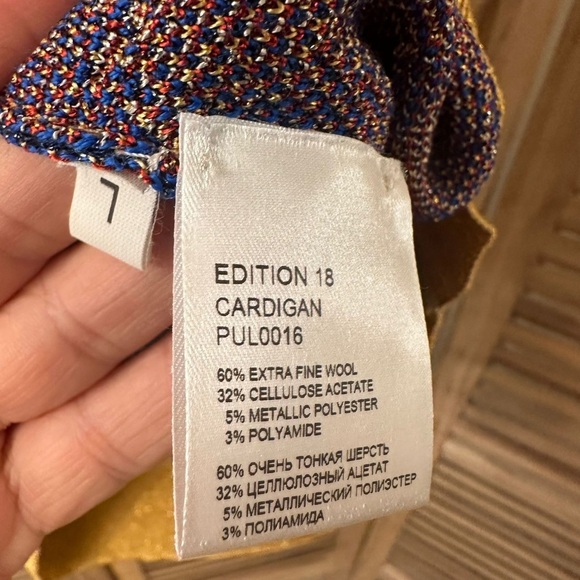 L
EDITION 18
CARDIGAN
PUL0016
60% EXTRA FINE WOOL
32% CELLULOSE ACETATE
5% METALLIC POLYESTER
3% POLYAMIDE
60% ОЧЕНЬ ТОНКАЯ ШЕРСТЬ
32% ЦЕЛЛЮЛОЗНЫЙ АЦЕТАТ
5% МЕТАЛЛИЧЕСКИЙ ПОЛИЭСТЕР
3% ПОЛИАМИДА